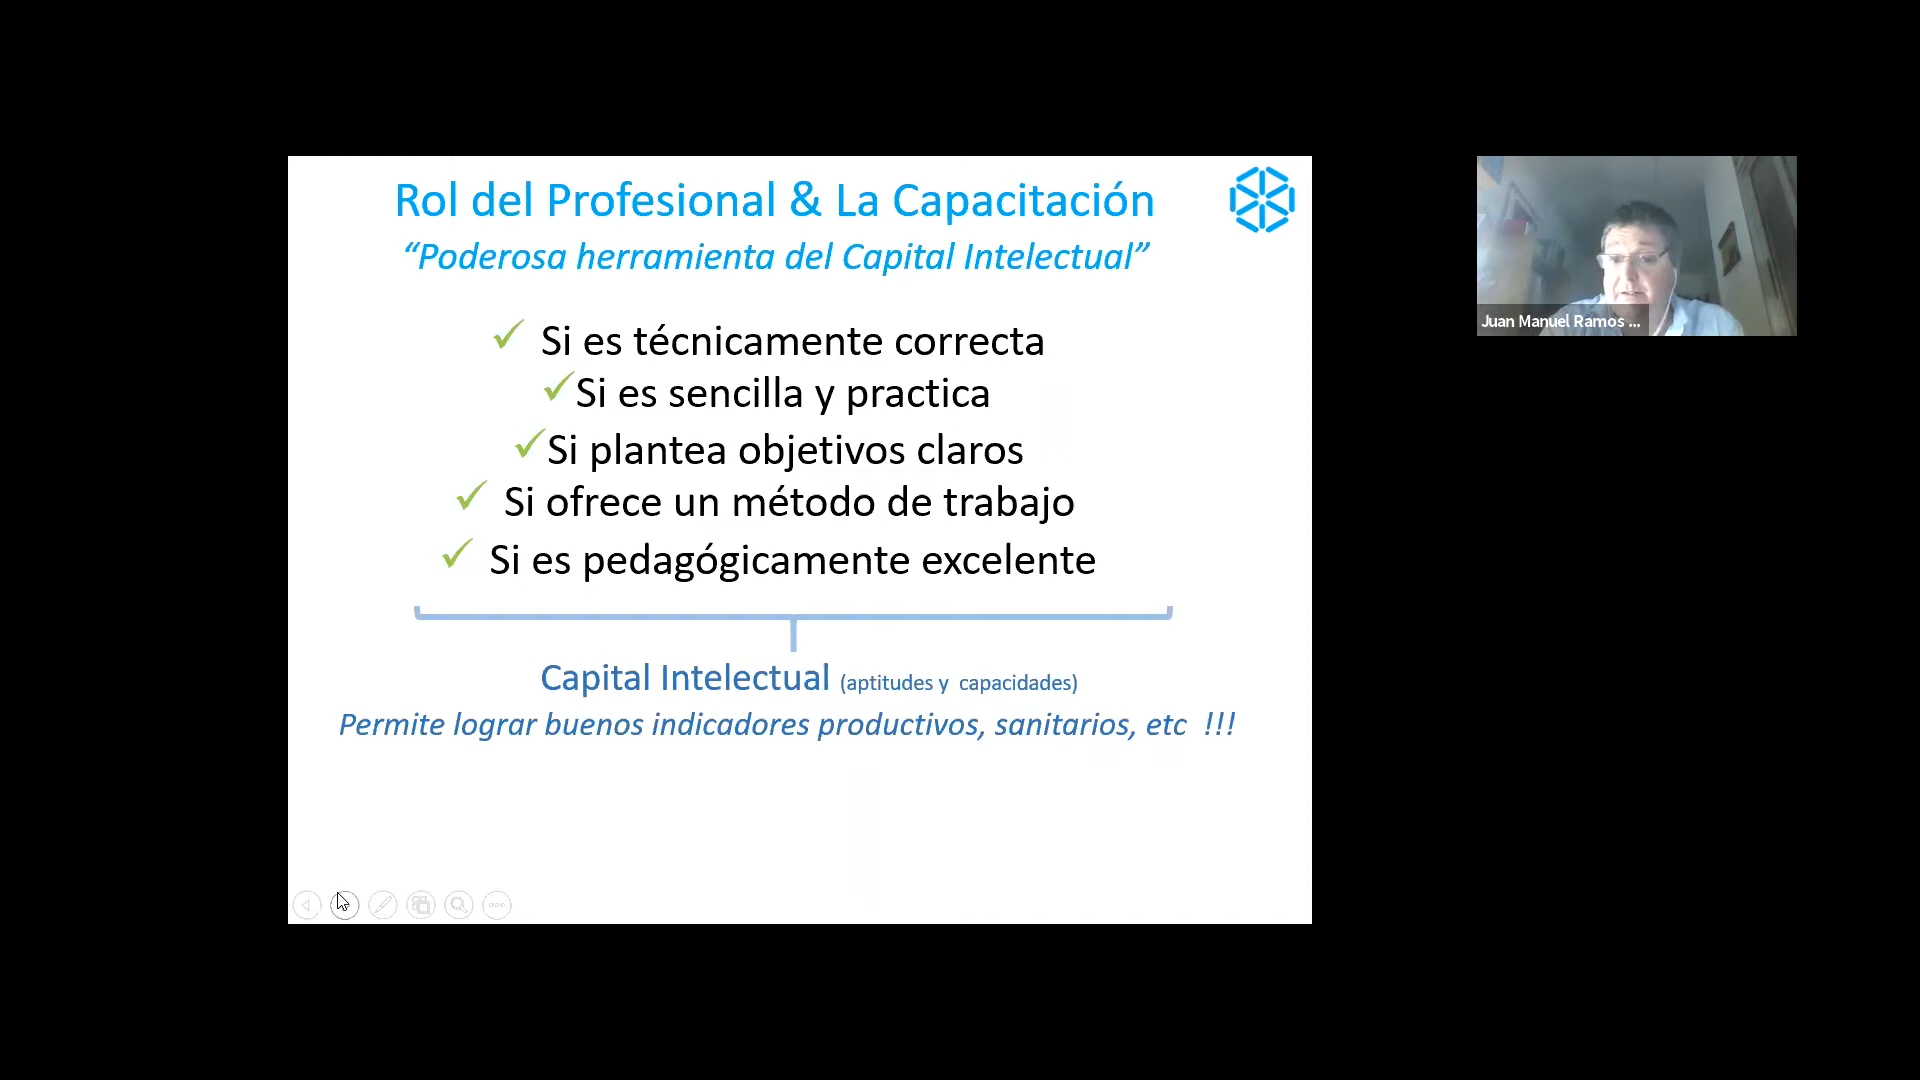 Rol del Profesional & La Capacitación
“Poderosa herramienta del Capital Intelectual”
Si es técnicamente correcta
Si es sencilla y practica
Si plantea objetivos claros
Si ofrece un método de trabajo
Si es pedagógicamente excelente
Capital Intelectual (aptitudes y capacidades)
Permite lograr buenos indicadores productivos, sanitarios, etc !!!
Juan Manuel Ramos ...